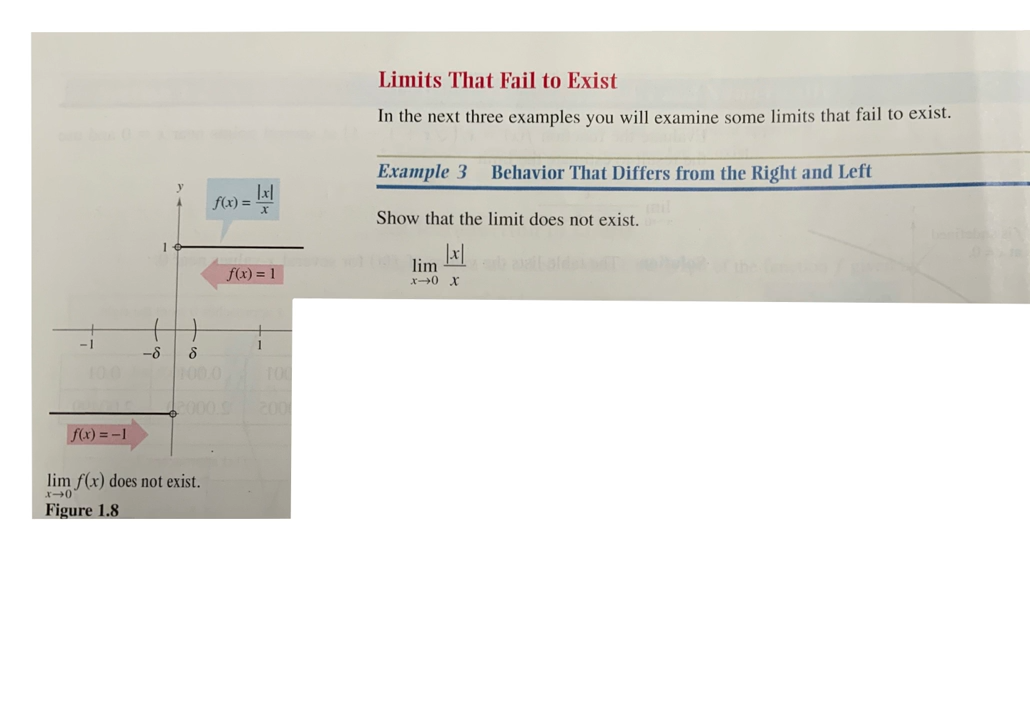 Limits That Fail to Exist
In the next three examples you will examine some limits that fail to exist.
Example 3 Behavior That Differs from the Right and Left
Show that the limit does not exist.
lim x→0 |x|/x
y
f(x) = |x|/x
1
f(x) = 1
−1
−δ
δ
1
f(x) = −1
lim x→0 f(x) does not exist.
Figure 1.8